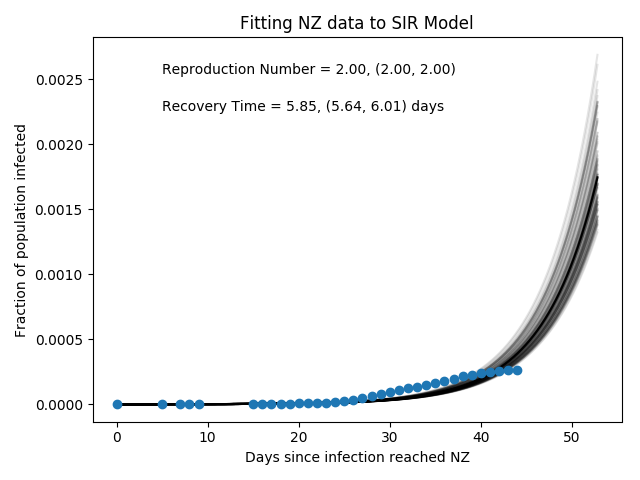 Fitting NZ data to SIR Model
Reproduction Number = 2.00, (2.00, 2.00)
Recovery Time = 5.85, (5.64, 6.01) days
Fraction of population infected
0.0025
0.0020
0.0015
0.0010
0.0005
0.0000
0 10 20 30 40 50
Days since infection reached NZ